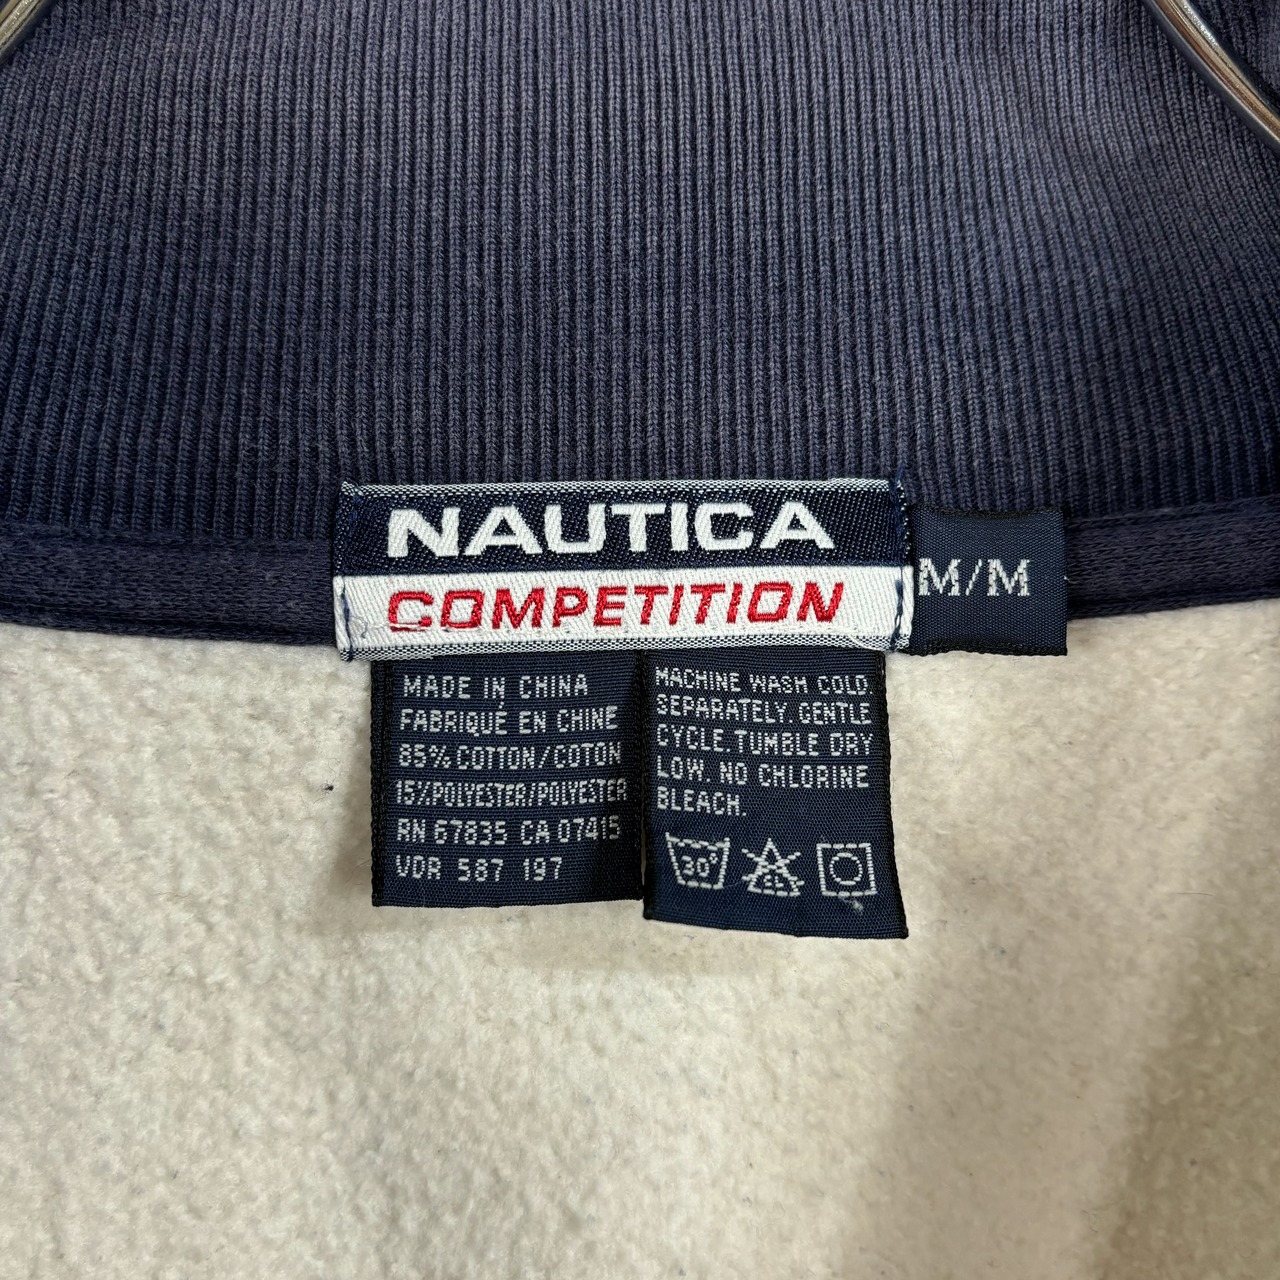 NAUTICA
COMPETITION
M/M
MADE IN CHINA
FABRIQUÉ EN CHINE
85% COTTON/COTON
15% POLYESTER/POLYESTER
RN 67835 CA 07415
VDR 587 197
MACHINE WASH COLD.
SEPARATELY. GENTLE
CYCLE. TUMBLE DRY
LOW. NO CHLORINE
BLEACH.
30°
CL